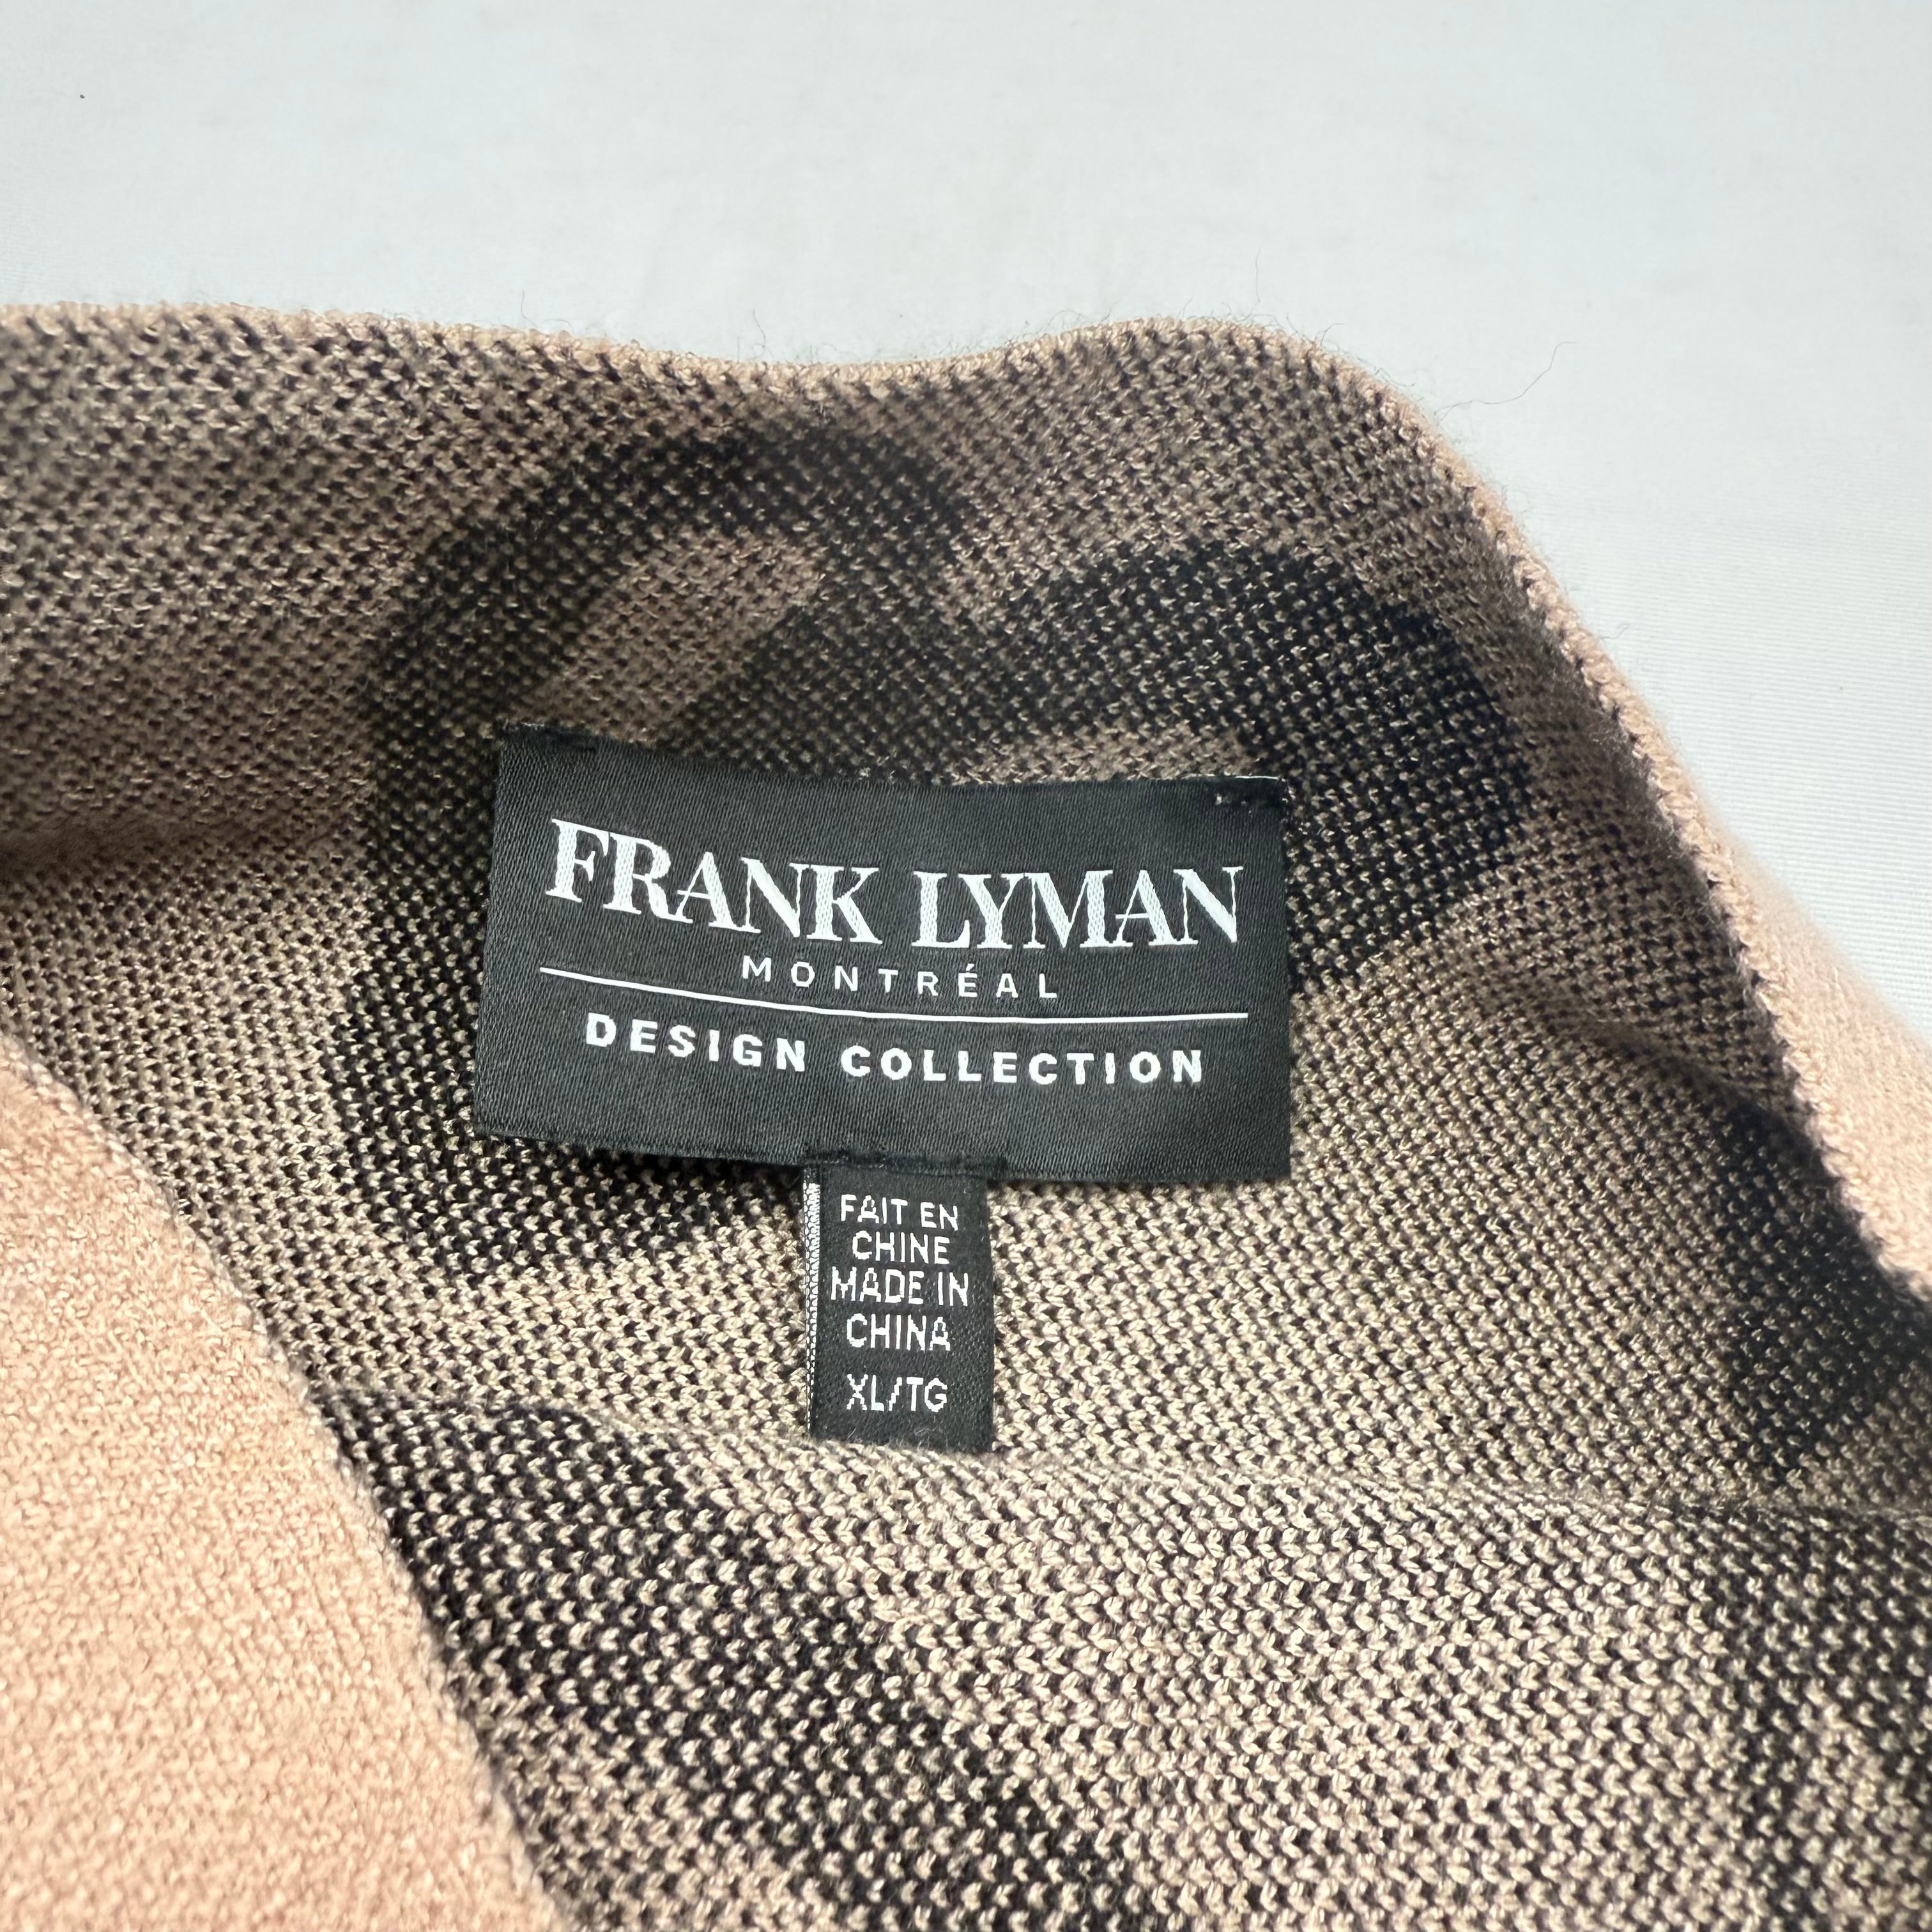 FRANK LYMAN
MONTRÉAL
DESIGN COLLECTION
FAIT EN
CHINE
MADE IN
CHINA
XL/TG